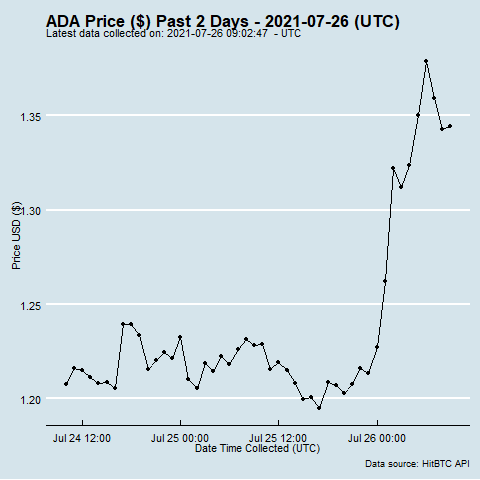 ADA Price ($) Past 2 Days - 2021-07-26 (UTC)
Latest data collected on: 2021-07-26 09:02:47  - UTC
1.35
1.30
1.25
1.20
Price USD ($)
Jul 24 12:00
Jul 25 00:00
Jul 25 12:00
Jul 26 00:00
Date Time Collected (UTC)
Data source: HitBTC API